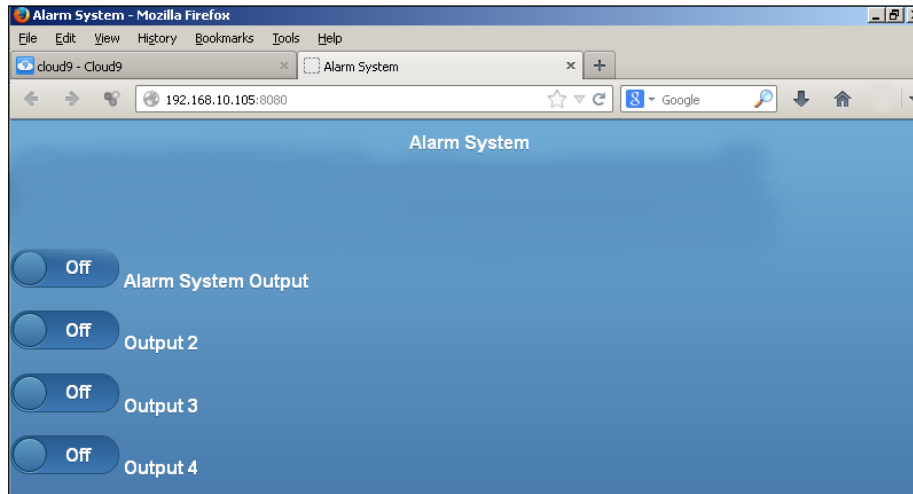 Alarm System - Mozilla Firefox
File Edit View History Bookmarks Tools Help
cloud9 - Cloud9 Alarm System
192.168.10.105:8080 Google
Alarm System
Off Alarm System Output
Off Output 2
Off Output 3
Off Output 4